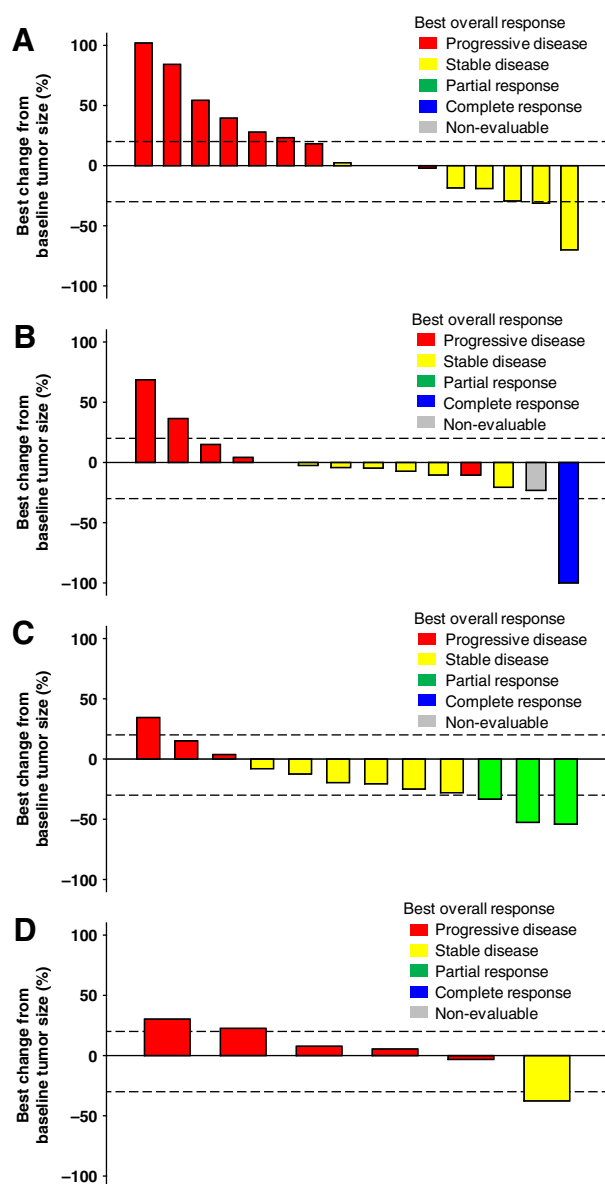 A
Best overall response
Progressive disease
Stable disease
Partial response
Complete response
Non-evaluable
Best change from
baseline tumor size (%)
100
50
0
−50
−100
B
Best overall response
Progressive disease
Stable disease
Partial response
Complete response
Non-evaluable
Best change from
baseline tumor size (%)
100
50
0
−50
−100
C
Best overall response
Progressive disease
Stable disease
Partial response
Complete response
Non-evaluable
Best change from
baseline tumor size (%)
100
50
0
−50
−100
D
Best overall response
Progressive disease
Stable disease
Partial response
Complete response
Non-evaluable
Best change from
baseline tumor size (%)
100
50
0
−50
−100